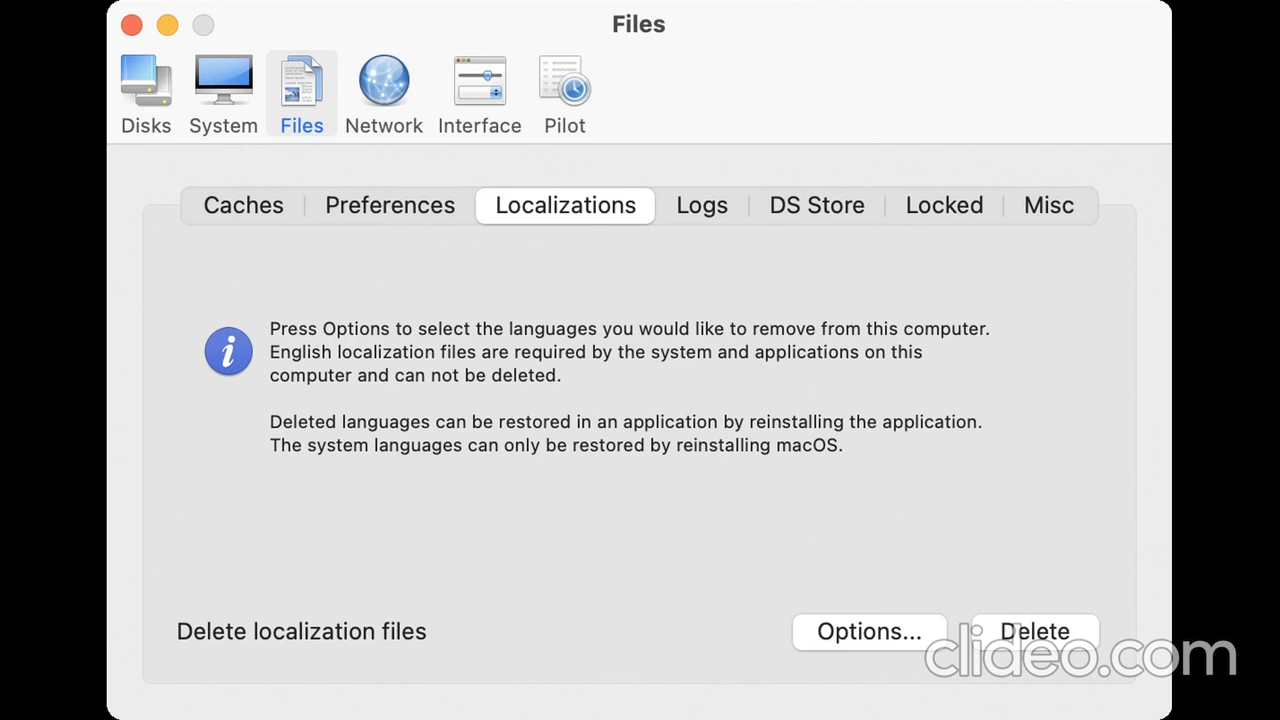 Files
Disks System Files Network Interface Pilot
Caches Preferences Localizations Logs DS Store Locked Misc
Press Options to select the languages you would like to remove from this computer.
English localization files are required by the system and applications on this
computer and can not be deleted.
Deleted languages can be restored in an application by reinstalling the application.
The system languages can only be restored by reinstalling macOS.
Delete localization files Options... Delete
clideo.com